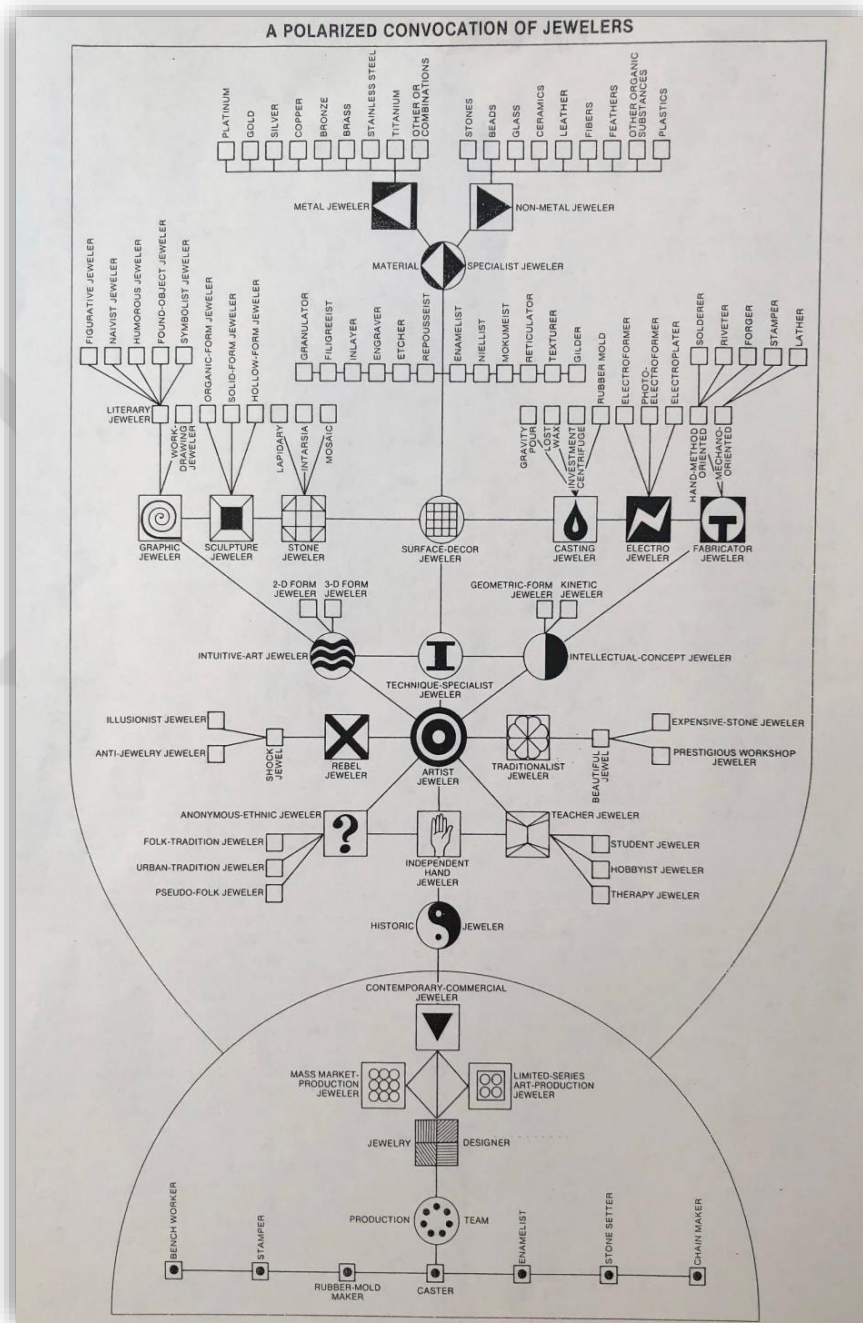 A POLARIZED CONVOCATION OF JEWELERS
PLATINUM
GOLD
SILVER
COPPER
BRONZE
BRASS
STAINLESS STEEL
TITANIUM
OTHER OR
COMBINATIONS
STONES
BEADS
GLASS
CERAMICS
LEATHER
FIBERS
FEATHERS
OTHER ORGANIC
SUBSTANCES
PLASTICS
METAL JEWELER
NON-METAL JEWELER
MATERIAL
SPECIALIST JEWELER
FIGURATIVE JEWELER
NAIVIST JEWELER
HUMOROUS JEWELER
FOUND-OBJECT JEWELER
SYMBOLIST JEWELER
LITERARY
JEWELER
WORK-
DRAWING
JEWELER
ORGANIC-FORM JEWELER
SOLID-FORM JEWELER
HOLLOW-FORM JEWELER
LAPIDARY
INTARSIA
MOSAIC
GRANULATOR
FILIGREEIST
INLAYER
ENGRAVER
ETCHER
REPOUSSEIST
ENAMELIST
NIELLIST
MOKUMEIST
RETICULATOR
TEXTURER
GILDER
GRAVITY
POUR
LOST
WAX
INVESTMENT
CENTRIFUGE
RUBBER MOLD
ELECTROFORMER
PHOTO-
ELECTROFORMER
ELECTROPLATER
SOLDERER
RIVETER
FORGER
STAMPER
LATHER
HAND-METHOD
ORIENTED
MECHANO-
ORIENTED
GRAPHIC
JEWELER
SCULPTURE
JEWELER
STONE
JEWELER
SURFACE-DECOR
JEWELER
CASTING
JEWELER
ELECTRO
JEWELER
FABRICATOR
JEWELER
2-D FORM
JEWELER
3-D FORM
JEWELER
GEOMETRIC-FORM
JEWELER
KINETIC
JEWELER
INTUITIVE-ART JEWELER
TECHNIQUE-SPECIALIST
JEWELER
INTELLECTUAL-CONCEPT JEWELER
ILLUSIONIST JEWELER
ANTI-JEWELRY JEWELER
SHOCK
JEWEL
REBEL
JEWELER
ARTIST
JEWELER
TRADITIONALIST
JEWELER
BEAUTIFUL
JEWEL
EXPENSIVE-STONE JEWELER
PRESTIGIOUS WORKSHOP
JEWELER
ANONYMOUS-ETHNIC JEWELER
?
TEACHER JEWELER
FOLK-TRADITION JEWELER
URBAN-TRADITION JEWELER
PSEUDO-FOLK JEWELER
INDEPENDENT
HAND
JEWELER
STUDENT JEWELER
HOBBYIST JEWELER
THERAPY JEWELER
HISTORIC
JEWELER
CONTEMPORARY-COMMERCIAL
JEWELER
MASS MARKET-
PRODUCTION
JEWELER
LIMITED-SERIES
ART-PRODUCTION
JEWELER
JEWELRY
DESIGNER
PRODUCTION
TEAM
BENCH WORKER
STAMPER
RUBBER-MOLD
MAKER
CASTER
ENAMELIST
STONE SETTER
CHAIN MAKER